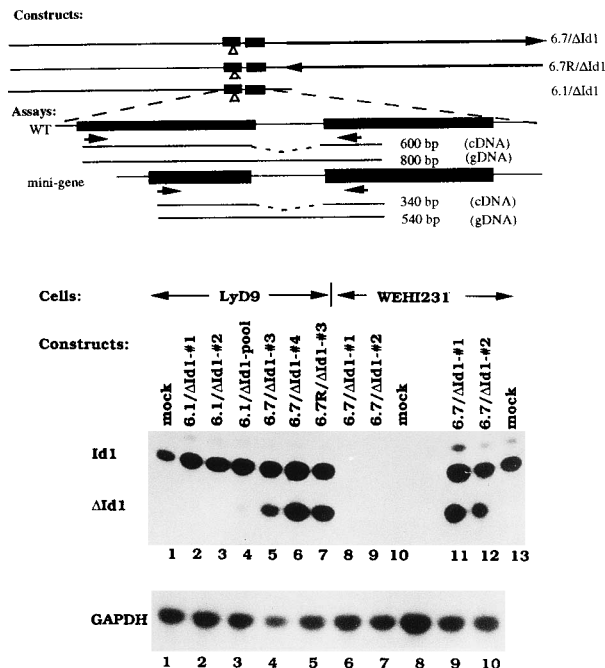 Constructs:
6.7/ΔId1
6.7R/ΔId1
6.1/ΔId1
Assays:
WT
600 bp (cDNA)
800 bp (gDNA)
mini-gene
340 bp (cDNA)
540 bp (gDNA)
Cells: LyD9 WEHI231
Constructs:
mock
6.1/ΔId1-#1
6.1/ΔId1-#2
6.1/ΔId1-pool
6.7/ΔId1-#3
6.7/ΔId1-#4
6.7R/ΔId1-#3
6.7/ΔId1-#1
6.7/ΔId1-#2
mock
6.7/ΔId1-#1
6.7/ΔId1-#2
mock
Id1
ΔId1
1 2 3 4 5 6 7 8 9 10 11 12 13
GAPDH
1 2 3 4 5 6 7 8 9 10